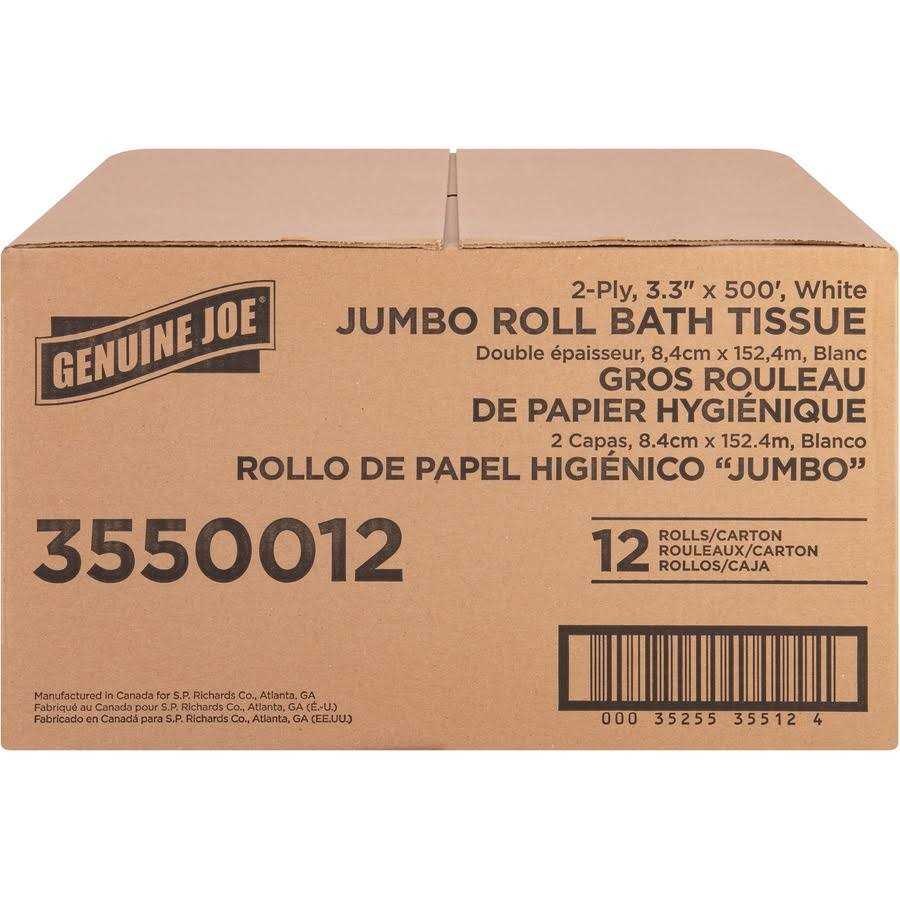 GENUINE JOE®
2-Ply, 3.3" x 500', White
JUMBO ROLL BATH TISSUE
Double épaisseur, 8,4cm x 152,4m, Blanc
GROS ROULEAU
DE PAPIER HYGIÉNIQUE
2 Capas, 8.4cm x 152.4m, Blanco
ROLLO DE PAPEL HIGIÉNICO “JUMBO”
3550012
12 ROLLS/CARTON
ROULEAUX/CARTON
ROLLOS/CAJA
Manufactured in Canada for S.P. Richards Co., Atlanta, GA
Fabriqué au Canada pour S.P. Richards Co., Atlanta, GA (É.-U.)
Fabricado en Canadá para S.P. Richards Co., Atlanta, GA (EE.UU.)
000 35255 35512 4